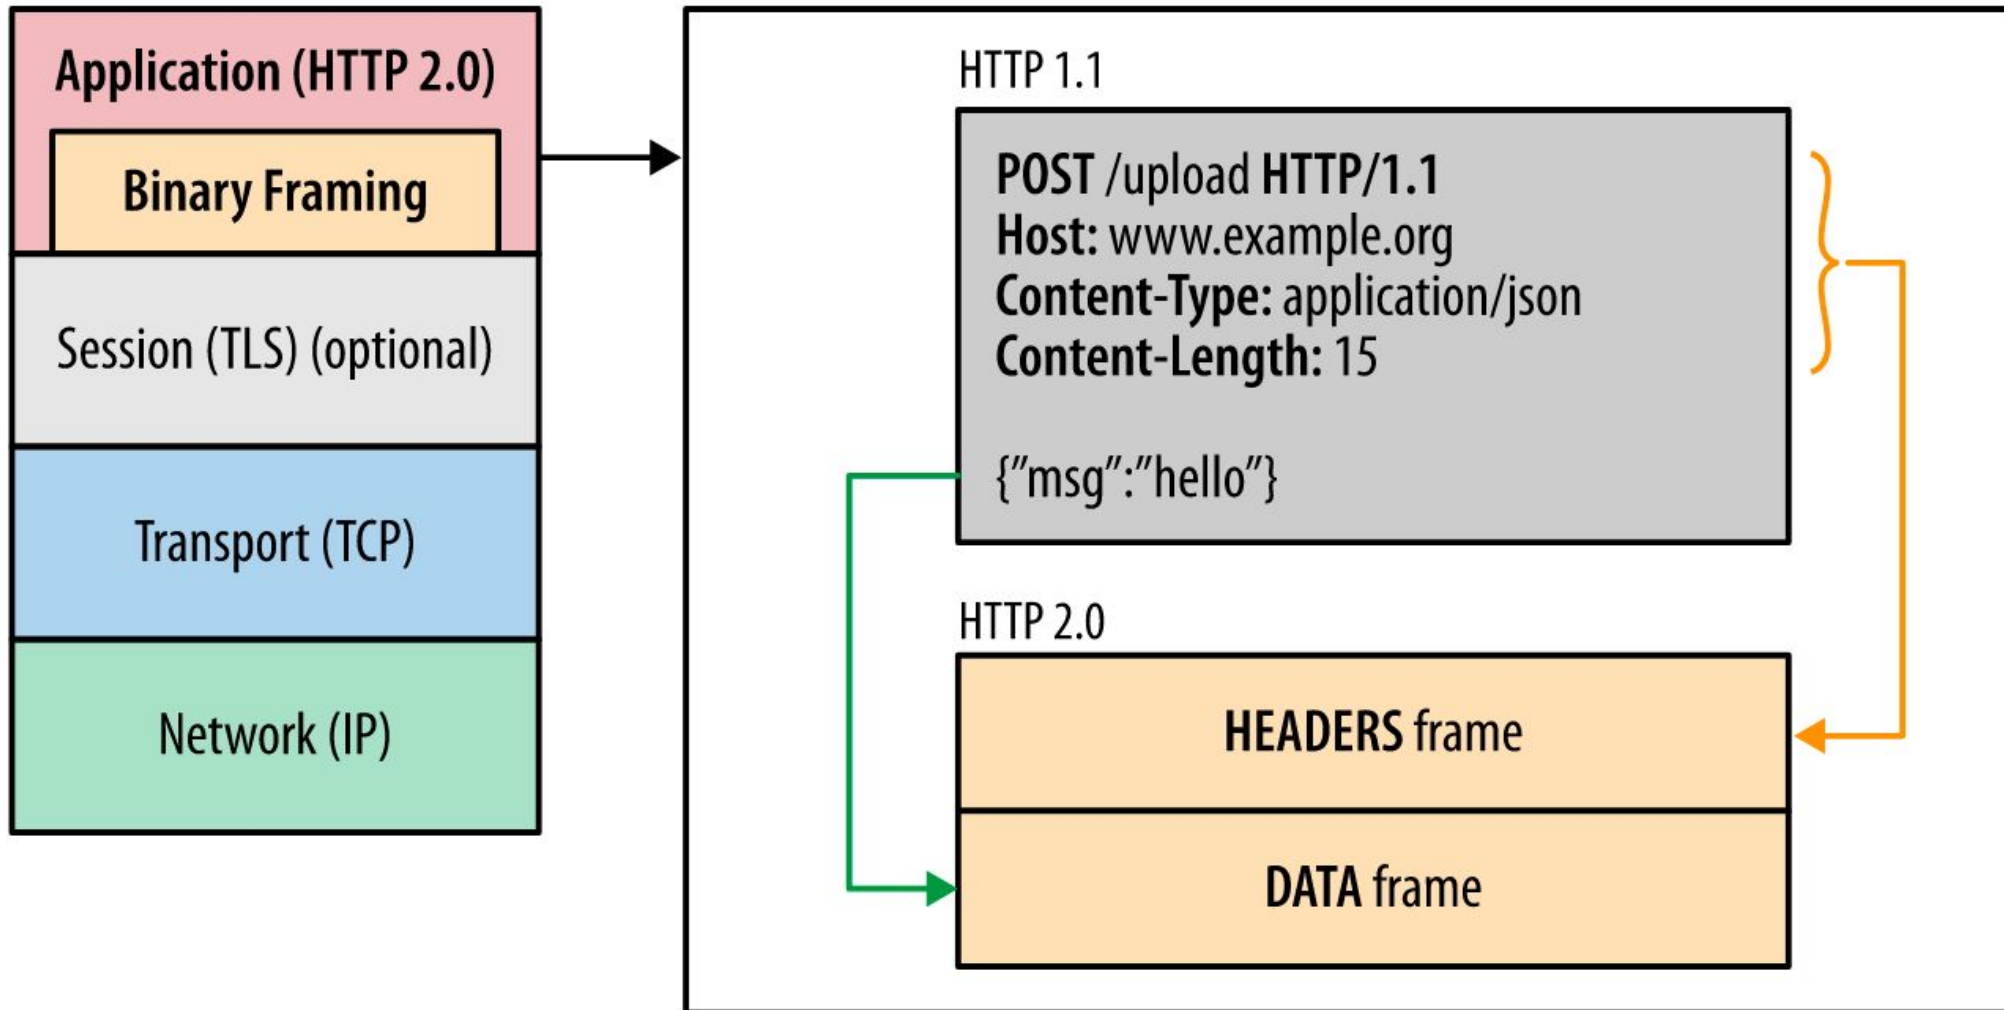 Application (HTTP 2.0)
Binary Framing
Session (TLS) (optional)
Transport (TCP)
Network (IP)
HTTP 1.1
POST /upload HTTP/1.1
Host: www.example.org
Content-Type: application/json
Content-Length: 15
{”msg”:”hello”}
HTTP 2.0
HEADERS frame
DATA frame